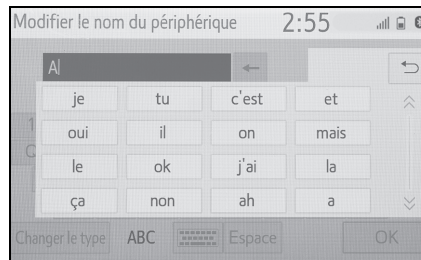 Modifier le nom du périphérique 2:55
A
je tu c'est et
oui il on mais
1
le ok j'ai la
ça non ah a
Changer le type ABC Espace OK